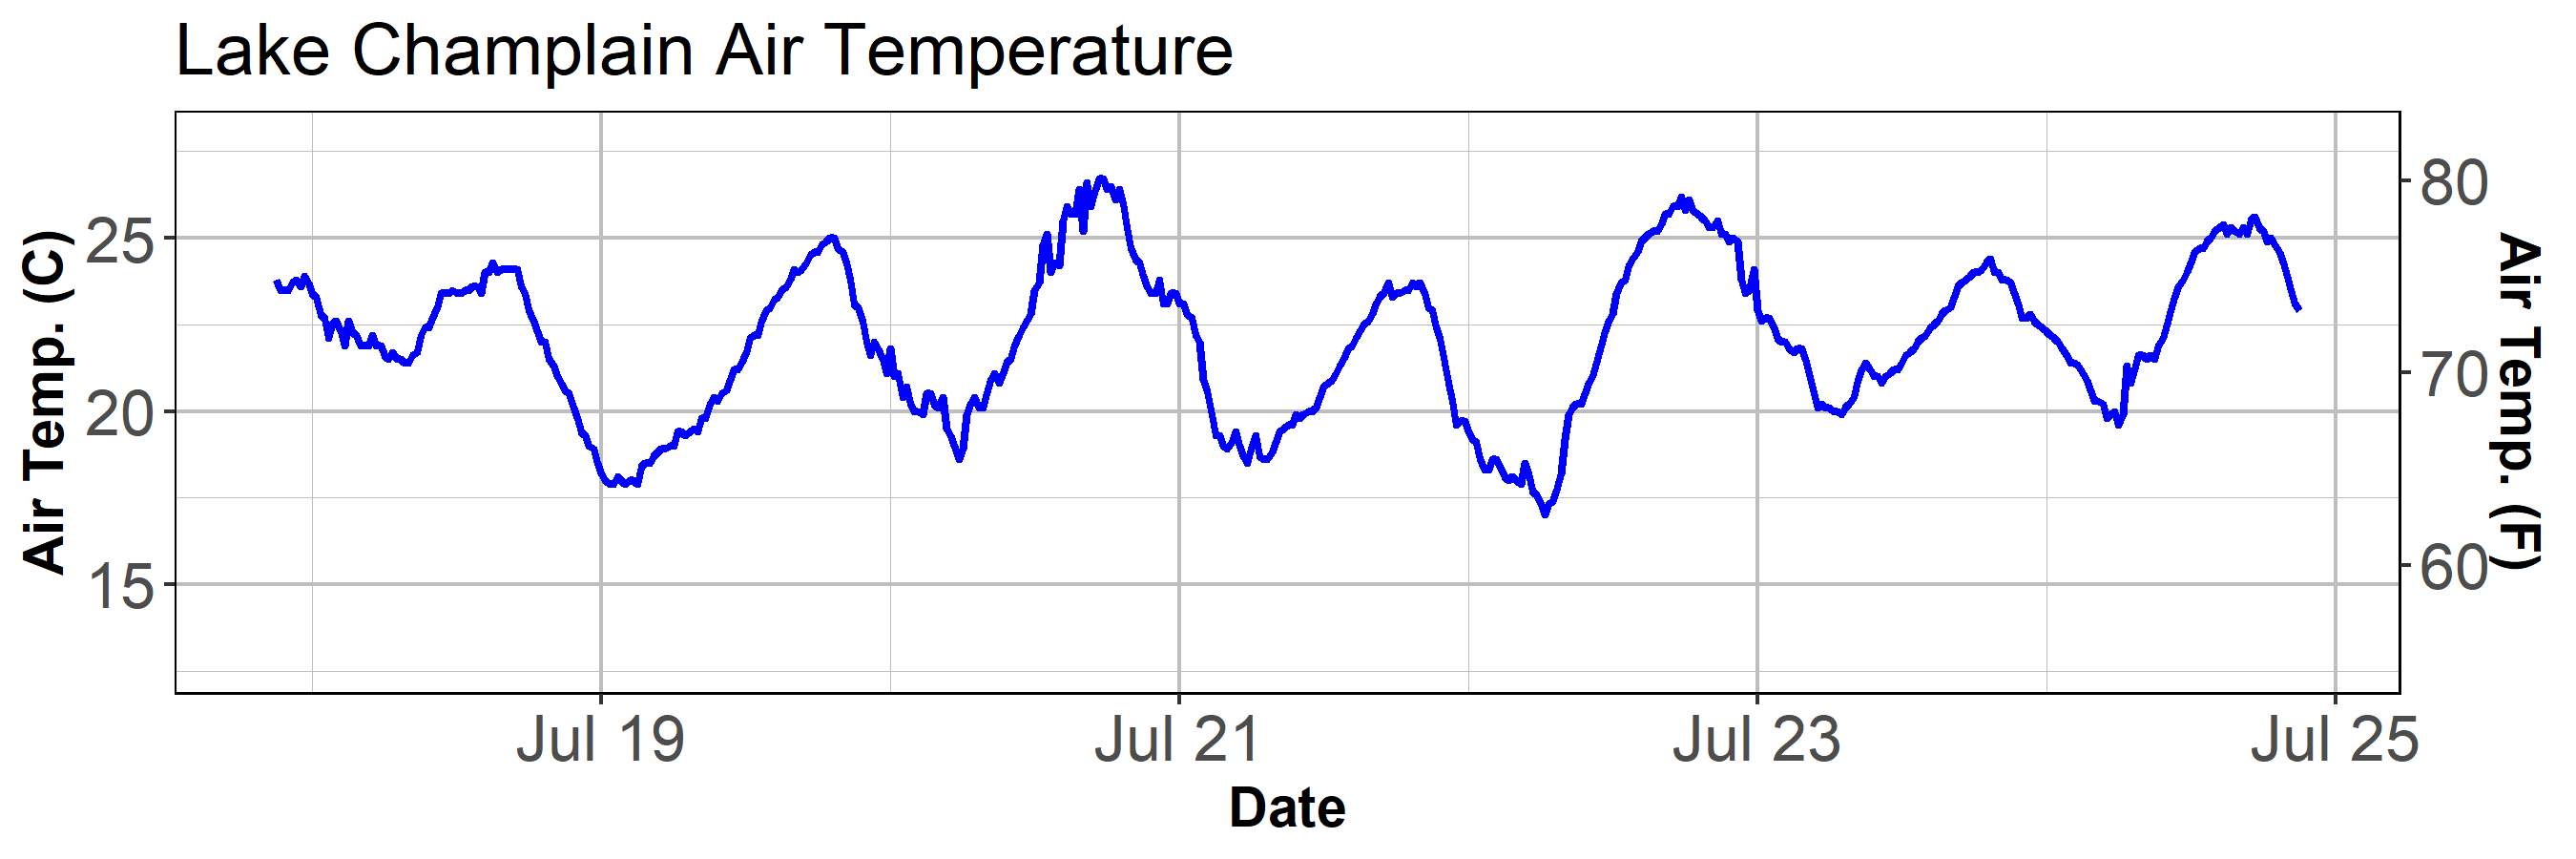 Lake Champlain Air Temperature
Air Temp. (C)
25
20
15
80
70
60
Air Temp. (F)
Jul 19
Jul 21
Jul 23
Jul 25
Date